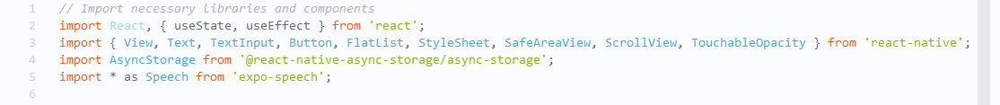 1 // Import necessary libraries and components
2 import React, { useState, useEffect } from 'react';
3 import { View, Text, TextInput, Button, FlatList, StyleSheet, SafeAreaView, ScrollView, TouchableOpacity } from 'react-native';
4 import AsyncStorage from '@react-native-async-storage/async-storage';
5 import * as Speech from 'expo-speech';
6